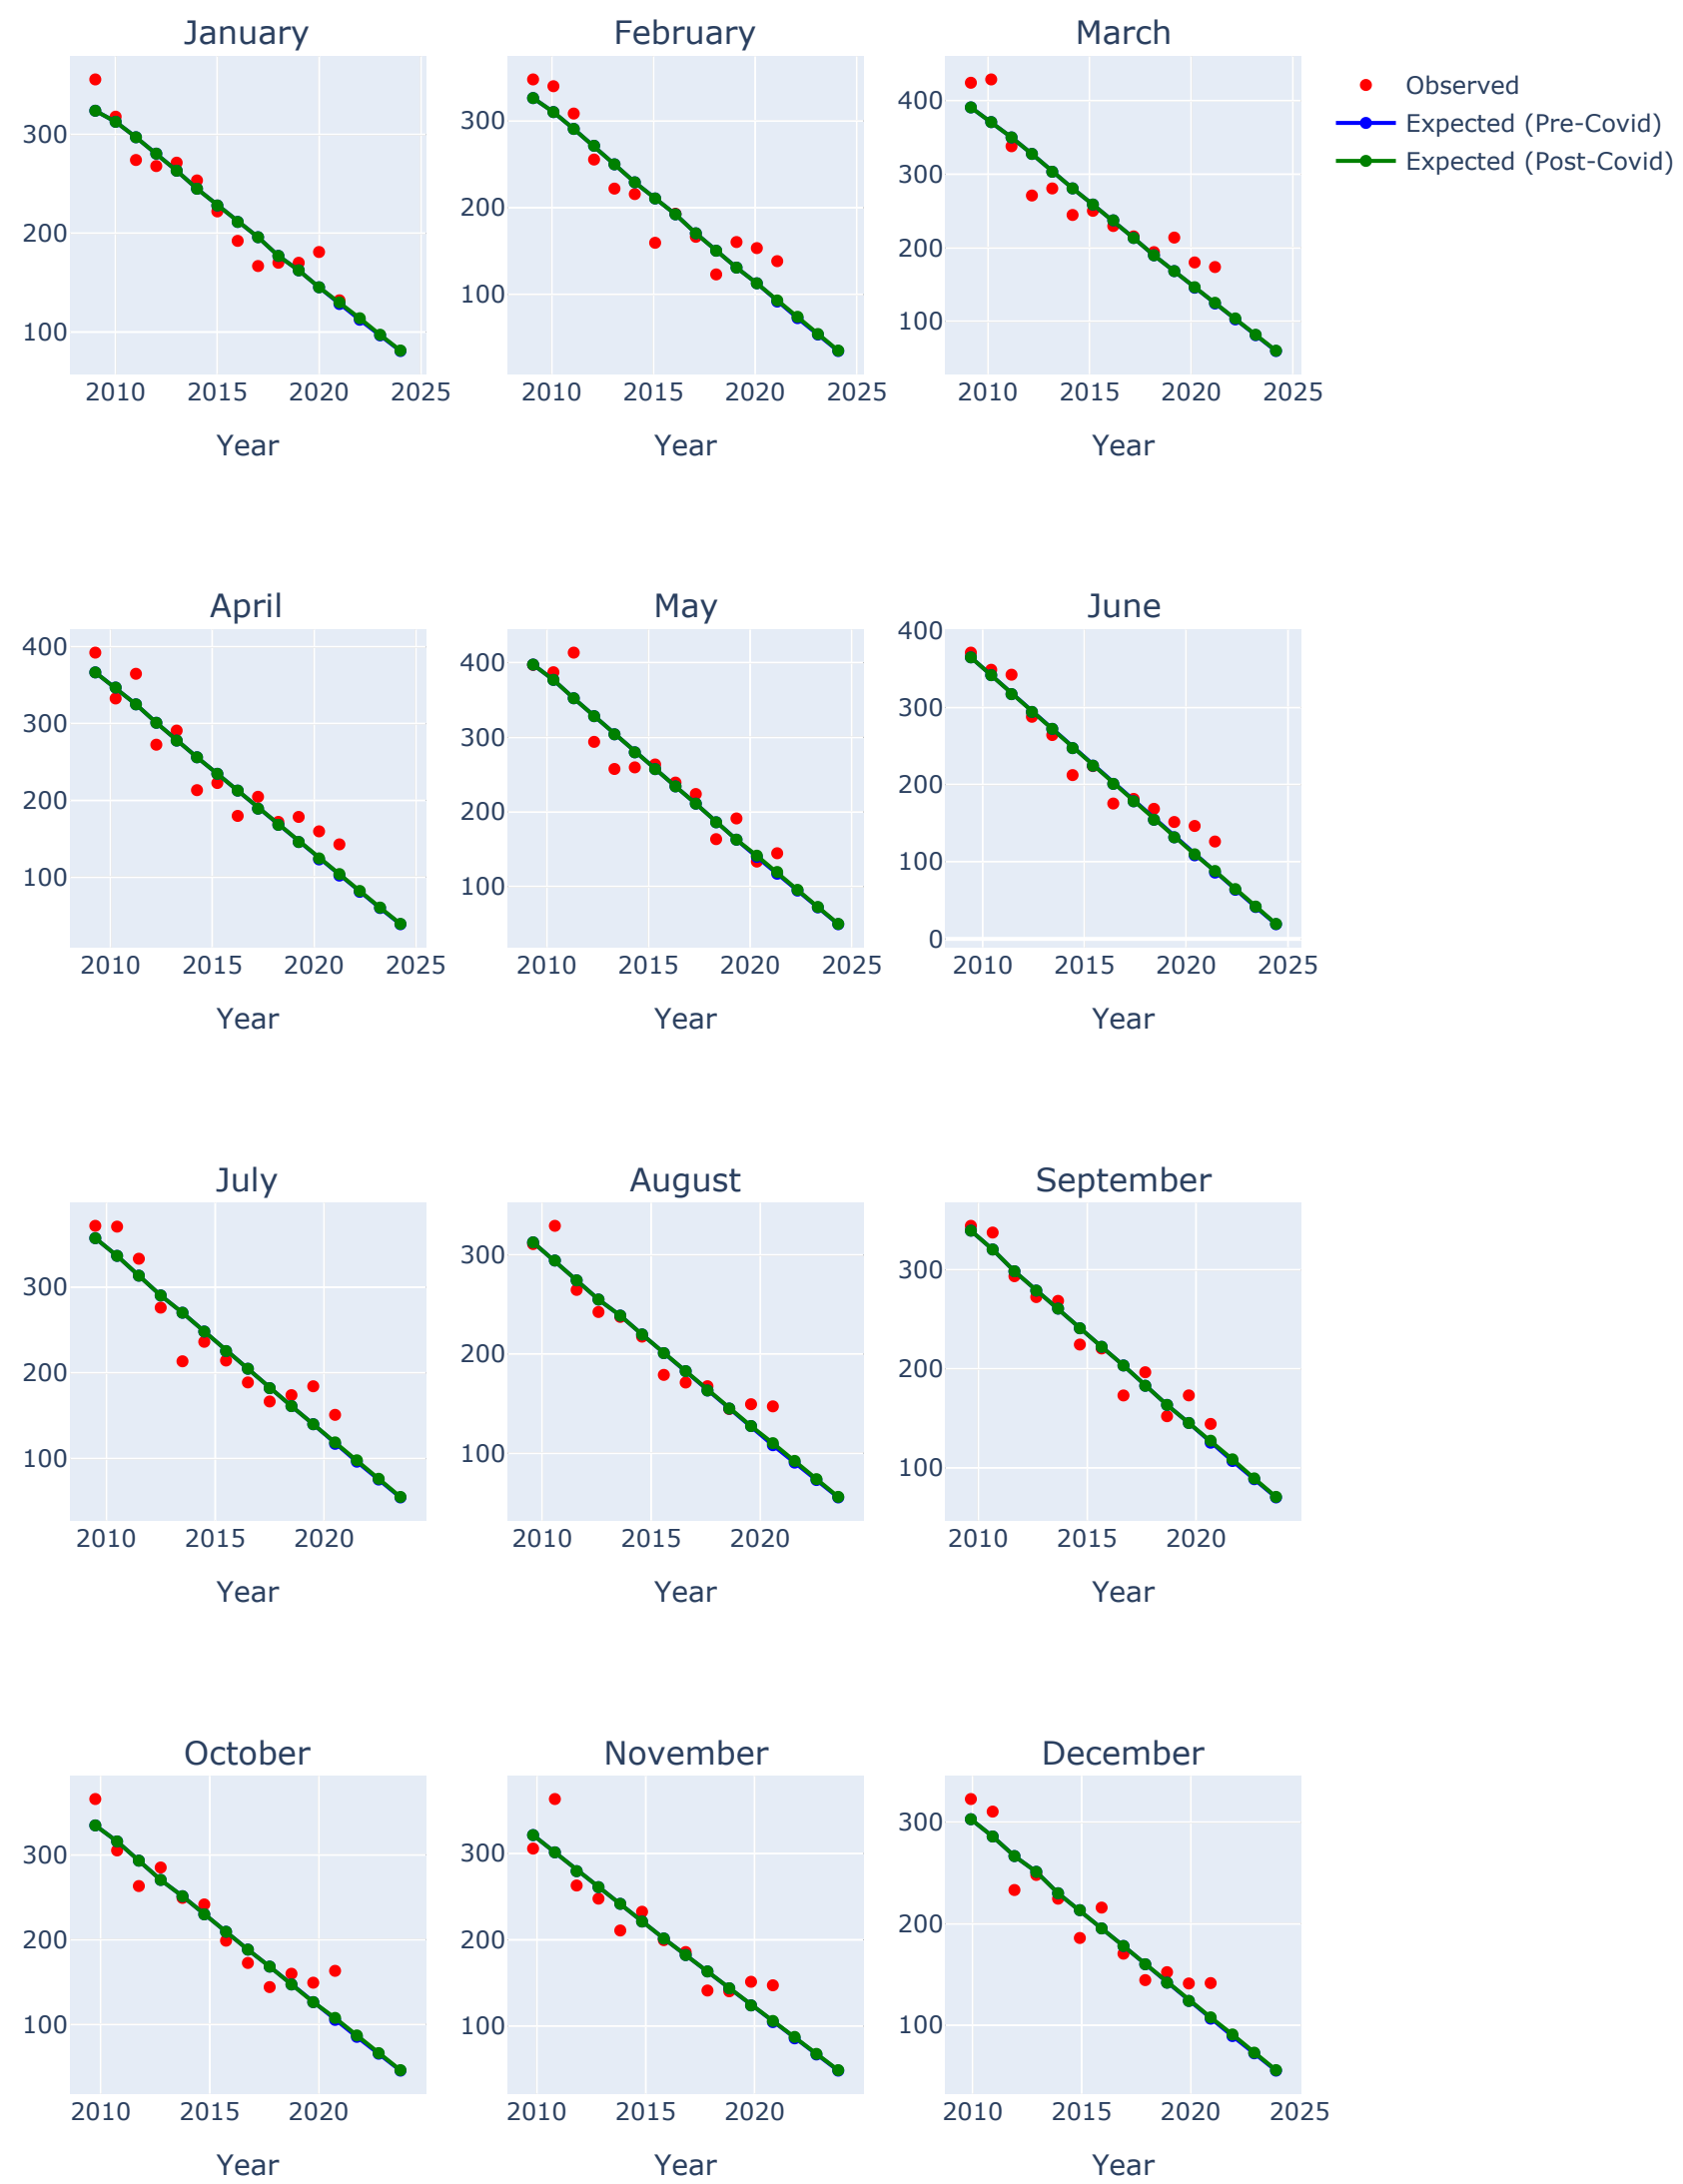 January February March
Observed
Expected (Pre-Covid)
Expected (Post-Covid)
300 200 100
300 200 100
400 300 200 100
2010 2015 2020 2025
2010 2015 2020 2025
2010 2015 2020 2025
Year Year Year
April May June
400 300 200 100
400 300 200 100
400 300 200 100 0
2010 2015 2020 2025
2010 2015 2020 2025
2010 2015 2020 2025
Year Year Year
July August September
300 200 100
300 200 100
300 200 100
2010 2015 2020
2010 2015 2020
2010 2015 2020
Year Year Year
October November December
300 200 100
300 200 100
300 200 100
2010 2015 2020
2010 2015 2020
2010 2015 2020 2025
Year Year Year